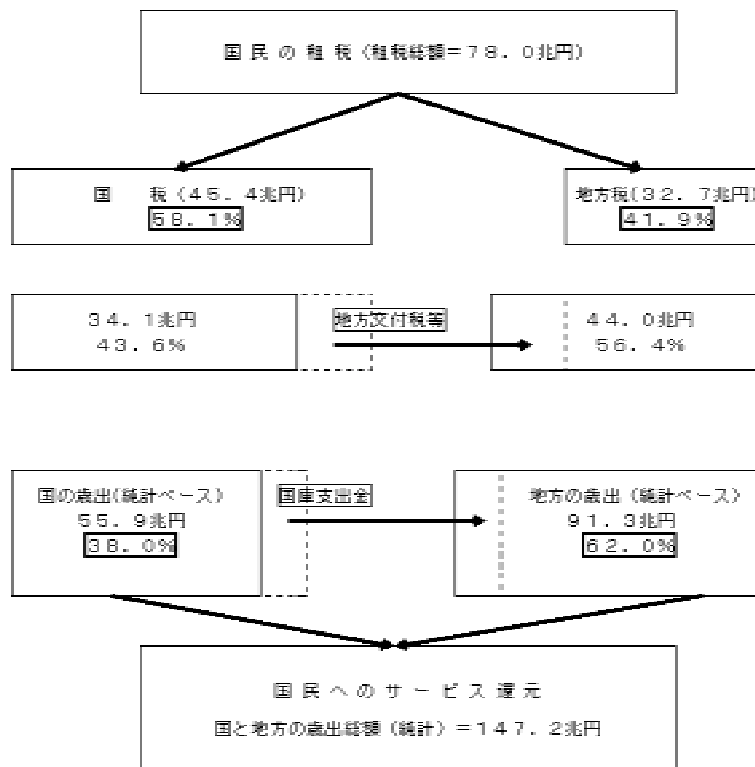 国 民 の 租 税 (租税総額=78.0兆円)
国 税 (45.4兆円)
58.1%
地方税(32.7兆円)
41.9%
34.1兆円
43.6%
地方交付税等
44.0兆円
56.4%
国の歳出(純計ベース)
55.9兆円
38.0%
国庫支出金
地方の歳出 (純計ベース)
91.3兆円
62.0%
国 民 へ の サ ー ビ ス 還 元
国と地方の歳出総額 (純計) =147.2兆円